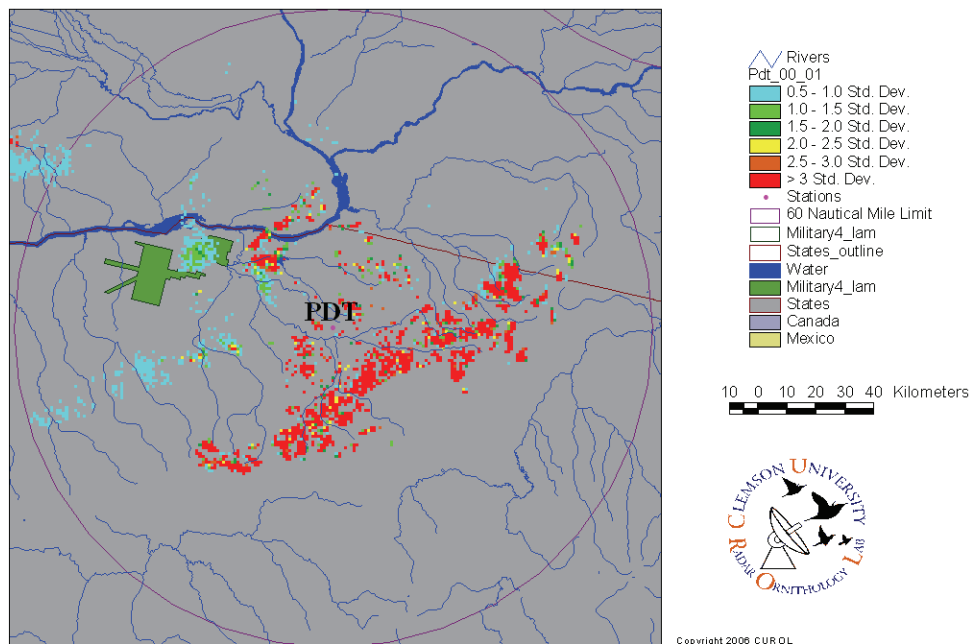 PDT
Rivers
Pdt_00_01
0.5 - 1.0 Std. Dev.
1.0 - 1.5 Std. Dev.
1.5 - 2.0 Std. Dev.
2.0 - 2.5 Std. Dev.
2.5 - 3.0 Std. Dev.
> 3 Std. Dev.
Stations
60 Nautical Mile Limit
Military4_lam
States_outline
Water
Military4_lam
States
Canada
Mexico
10 0 10 20 30 40 Kilometers
CLEMSON UNIVERSITY
RADAR ORNITHOLOGY LAB
Copyright 2006 CUROL